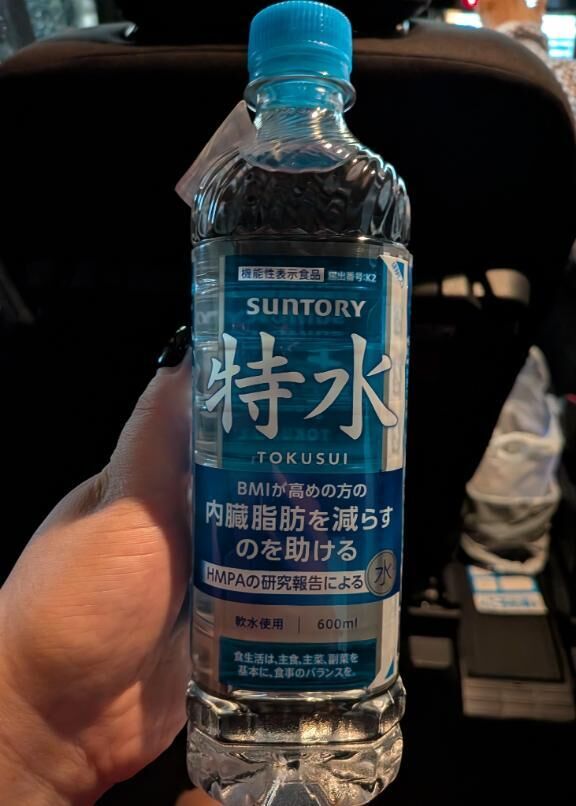 機能性表示食品 届出番号:K2
SUNTORY
特水
TOKUSUI
BMIが高めの方の
内臓脂肪を減らす
のを助ける
HMPAの研究報告による
水
軟水使用 | 600ml
食生活は、主食、主菜、副菜を
基本に、食事のバランスを。